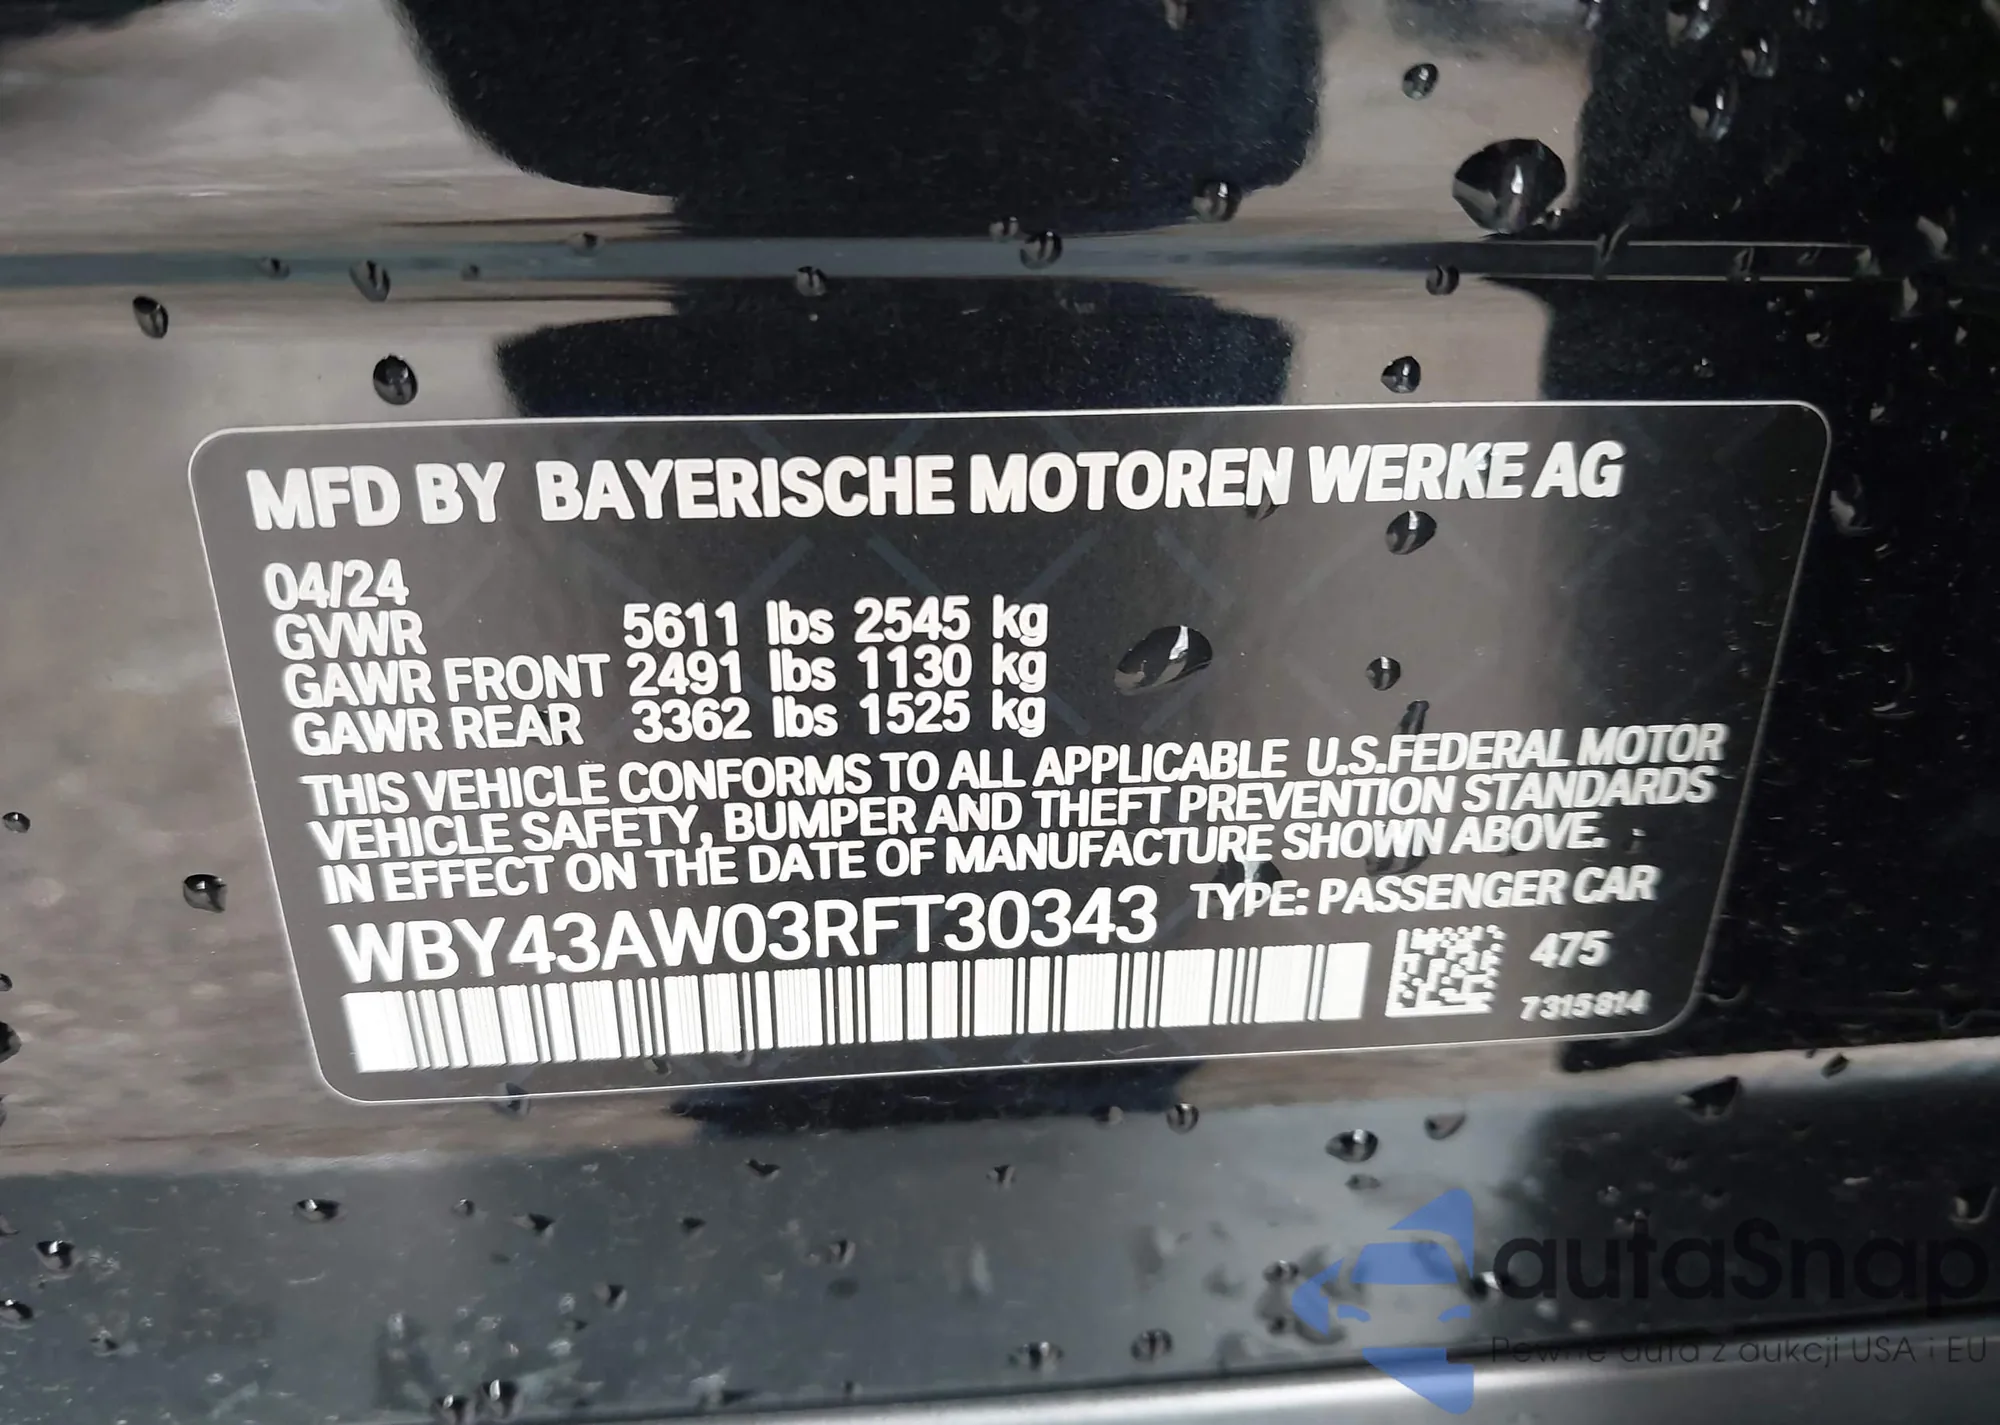 MFD BY BAYERISCHE MOTOREN WERKE AG
04/24
GVWR 5611 lbs 2545 kg
GAWR FRONT 2491 lbs 1130 kg
GAWR REAR 3362 lbs 1525 kg
THIS VEHICLE CONFORMS TO ALL APPLICABLE U.S.FEDERAL MOTOR
VEHICLE SAFETY, BUMPER AND THEFT PREVENTION STANDARDS
IN EFFECT ON THE DATE OF MANUFACTURE SHOWN ABOVE.
WBY43AW03RFT30343 TYPE: PASSENGER CAR
475
7315814
autaSnap
Pewne auta z aukcji USA i EU